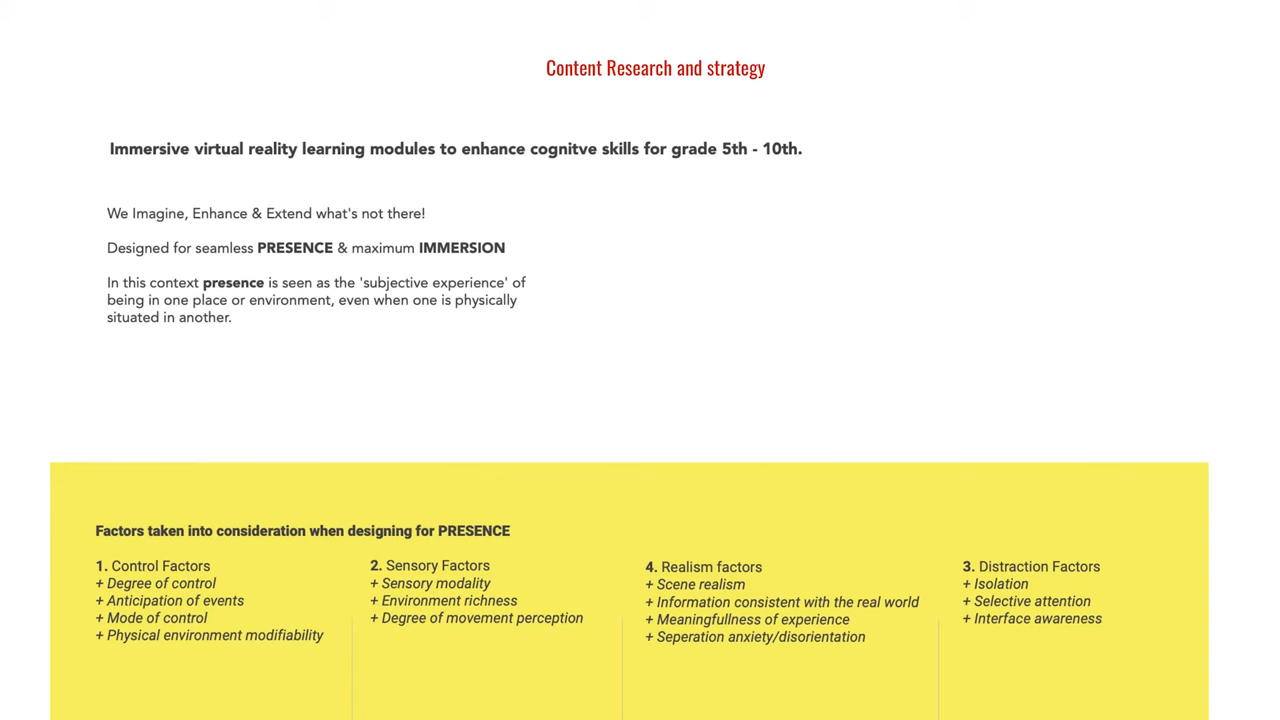 Content Research and strategy
Immersive virtual reality learning modules to enhance cognitve skills for grade 5th - 10th.
We Imagine, Enhance & Extend what's not there!
Designed for seamless PRESENCE & maximum IMMERSION
In this context presence is seen as the 'subjective experience' of
being in one place or environment, even when one is physically
situated in another.
Factors taken into consideration when designing for PRESENCE
1. Control Factors
+ Degree of control
+ Anticipation of events
+ Mode of control
+ Physical environment modifiability
2. Sensory Factors
+ Sensory modality
+ Environment richness
+ Degree of movement perception
4. Realism factors
+ Scene realism
+ Information consistent with the real world
+ Meaningfullness of experience
+ Seperation anxiety/disorientation
3. Distraction Factors
+ Isolation
+ Selective attention
+ Interface awareness